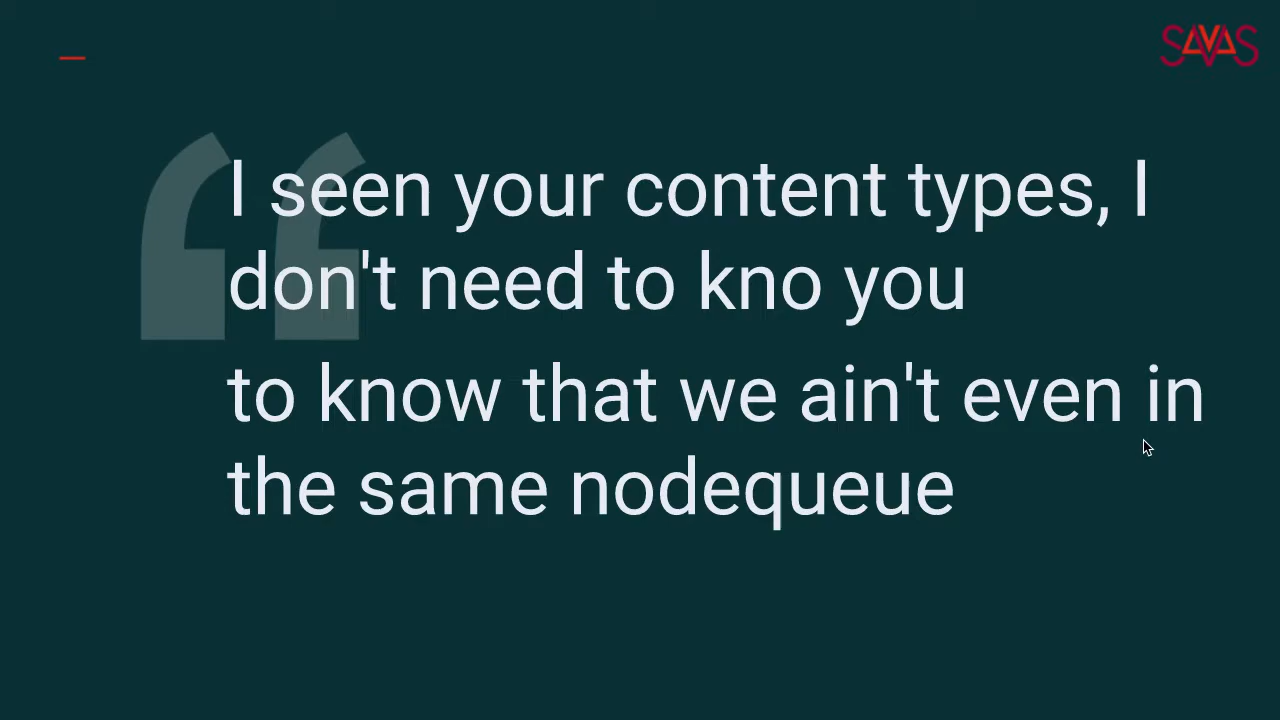 SAVAS
I seen your content types, I
don't need to kno you
to know that we ain't even in
the same nodequeue